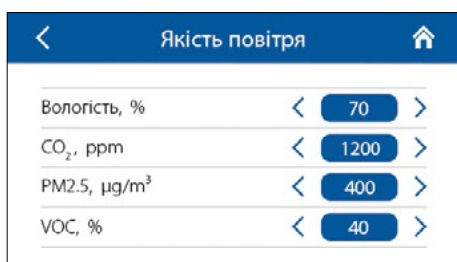 Якість повітря
Вологість, % 70
CO₂, ppm 1200
PM2.5, µg/m³ 400
VOC, % 40